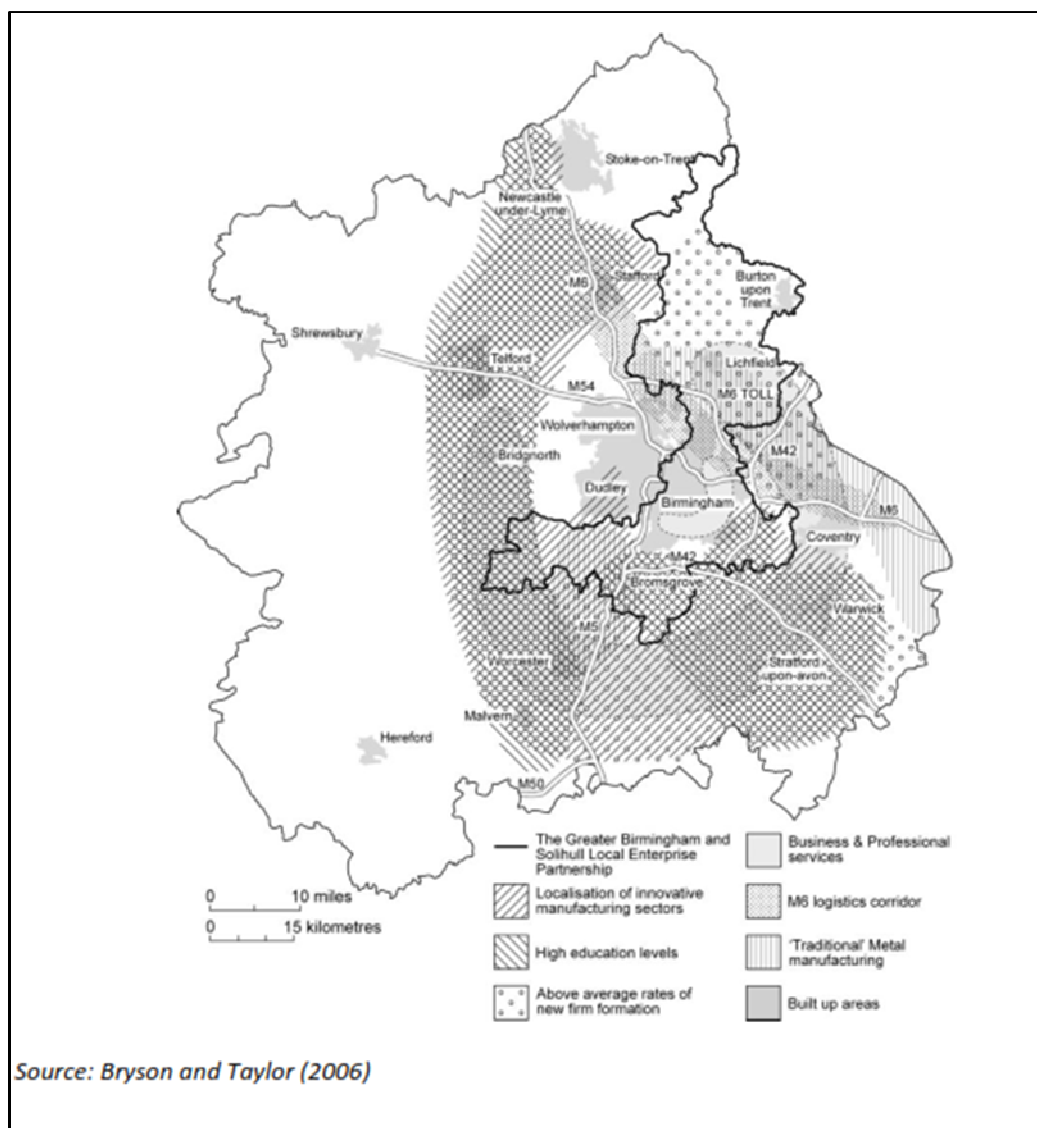 Stoke-on-Trent
Newcastle
under-Lyme
Stafford
M6
Burton
upon
Trent
Shrewsbury
Telford
Lichfield
M54
M6 TOLL
Wolverhampton
Bridgnorth
M42
Dudley
Birmingham
M6
Coventry
M42
Bromsgrove
M5
Warwick
Worcester
Stratford
upon-avon
Malvern
Hereford
M50
The Greater Birmingham and
Solihull Local Enterprise
Partnership
Localisation of innovative
manufacturing sectors
High education levels
Above average rates of
new firm formation
Business & Professional
services
M6 logistics corridor
'Traditional' Metal
manufacturing
Built up areas
0 10 miles
0 15 kilometres
Source: Bryson and Taylor (2006)